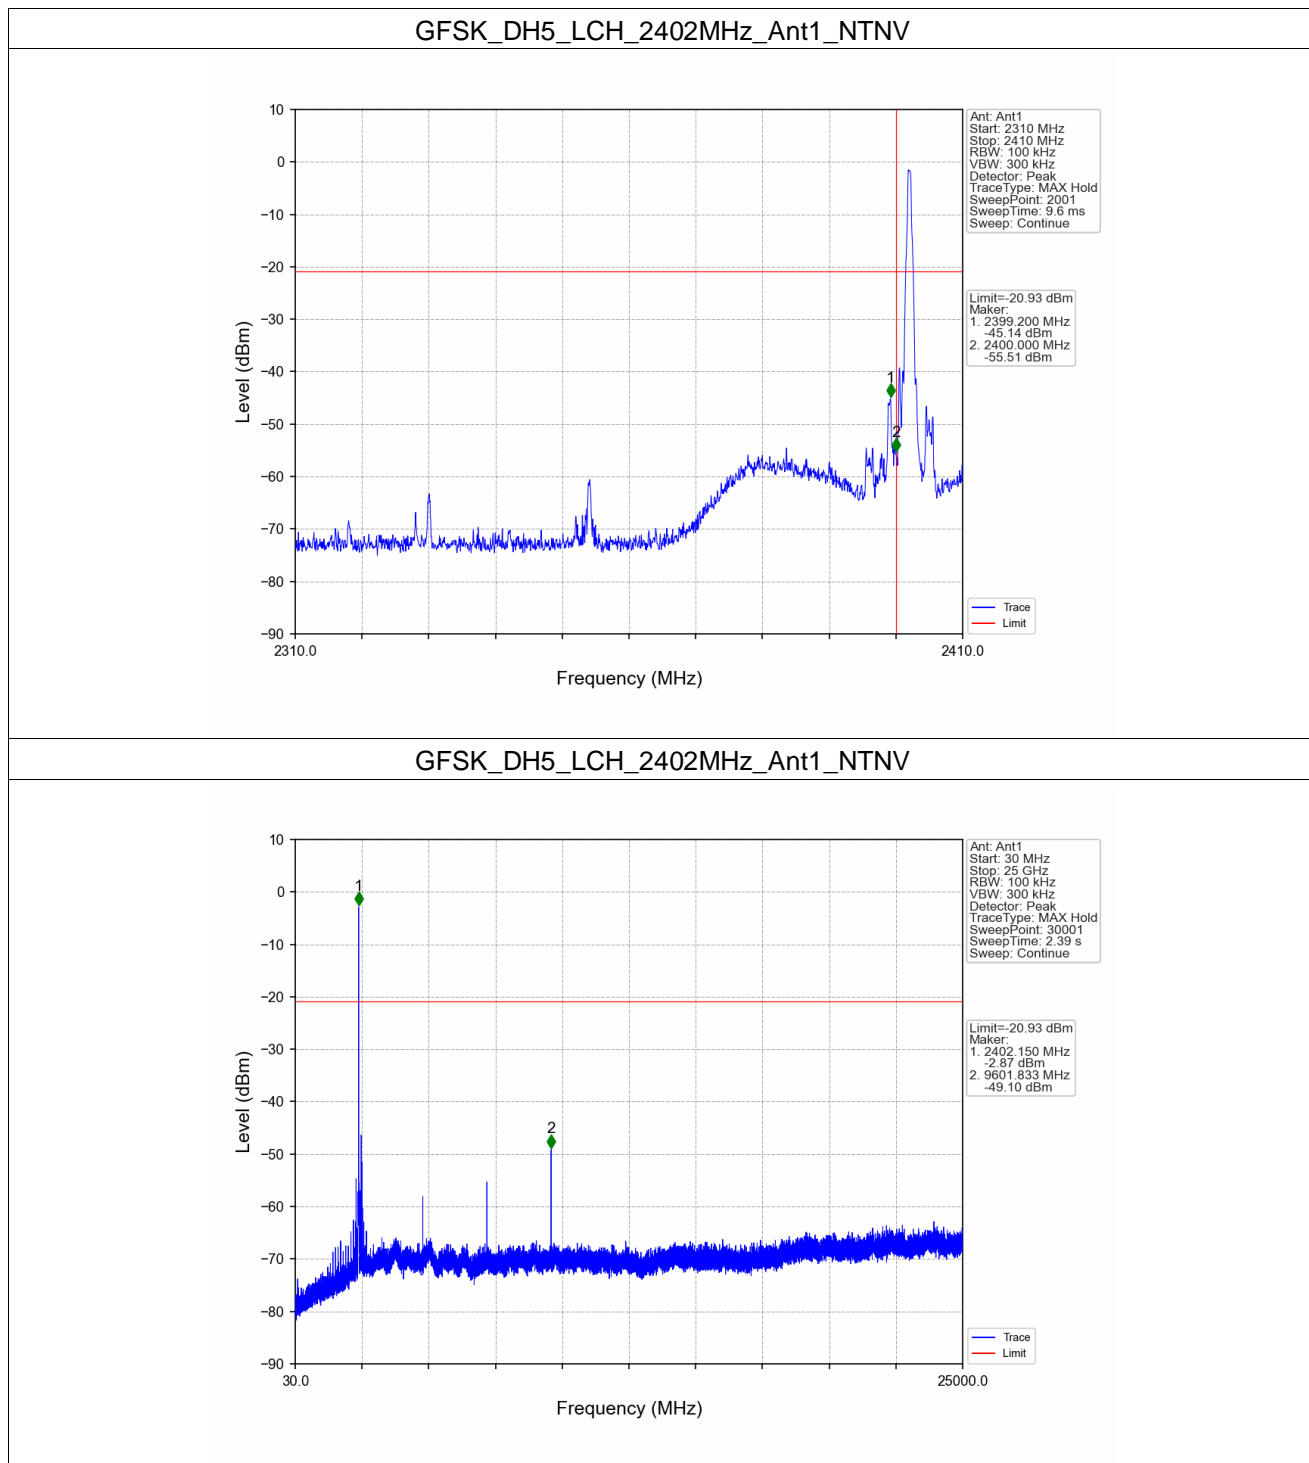 GFSK_DH5_LCH_2402MHz_Ant1_NTNV
10
0
−10
−20
−30
−40
−50
−60
−70
−80
−90
Level (dBm)
2310.0
2410.0
Frequency (MHz)
1
2
Ant: Ant1
Start: 2310 MHz
Stop: 2410 MHz
RBW: 100 kHz
VBW: 300 kHz
Detector: Peak
TraceType: MAX Hold
SweepPoint: 2001
SweepTime: 9.6 ms
Sweep: Continue
Limit=-20.93 dBm
Maker:
1. 2399.200 MHz
-45.14 dBm
2. 2400.000 MHz
-55.51 dBm
Trace
Limit
GFSK_DH5_LCH_2402MHz_Ant1_NTNV
10
0
−10
−20
−30
−40
−50
−60
−70
−80
−90
Level (dBm)
30.0
25000.0
Frequency (MHz)
1
2
Ant: Ant1
Start: 30 MHz
Stop: 25 GHz
RBW: 100 kHz
VBW: 300 kHz
Detector: Peak
TraceType: MAX Hold
SweepPoint: 30001
SweepTime: 2.39 s
Sweep: Continue
Limit=-20.93 dBm
Maker:
1. 2402.150 MHz
-2.87 dBm
2. 9601.833 MHz
-49.10 dBm
Trace
Limit